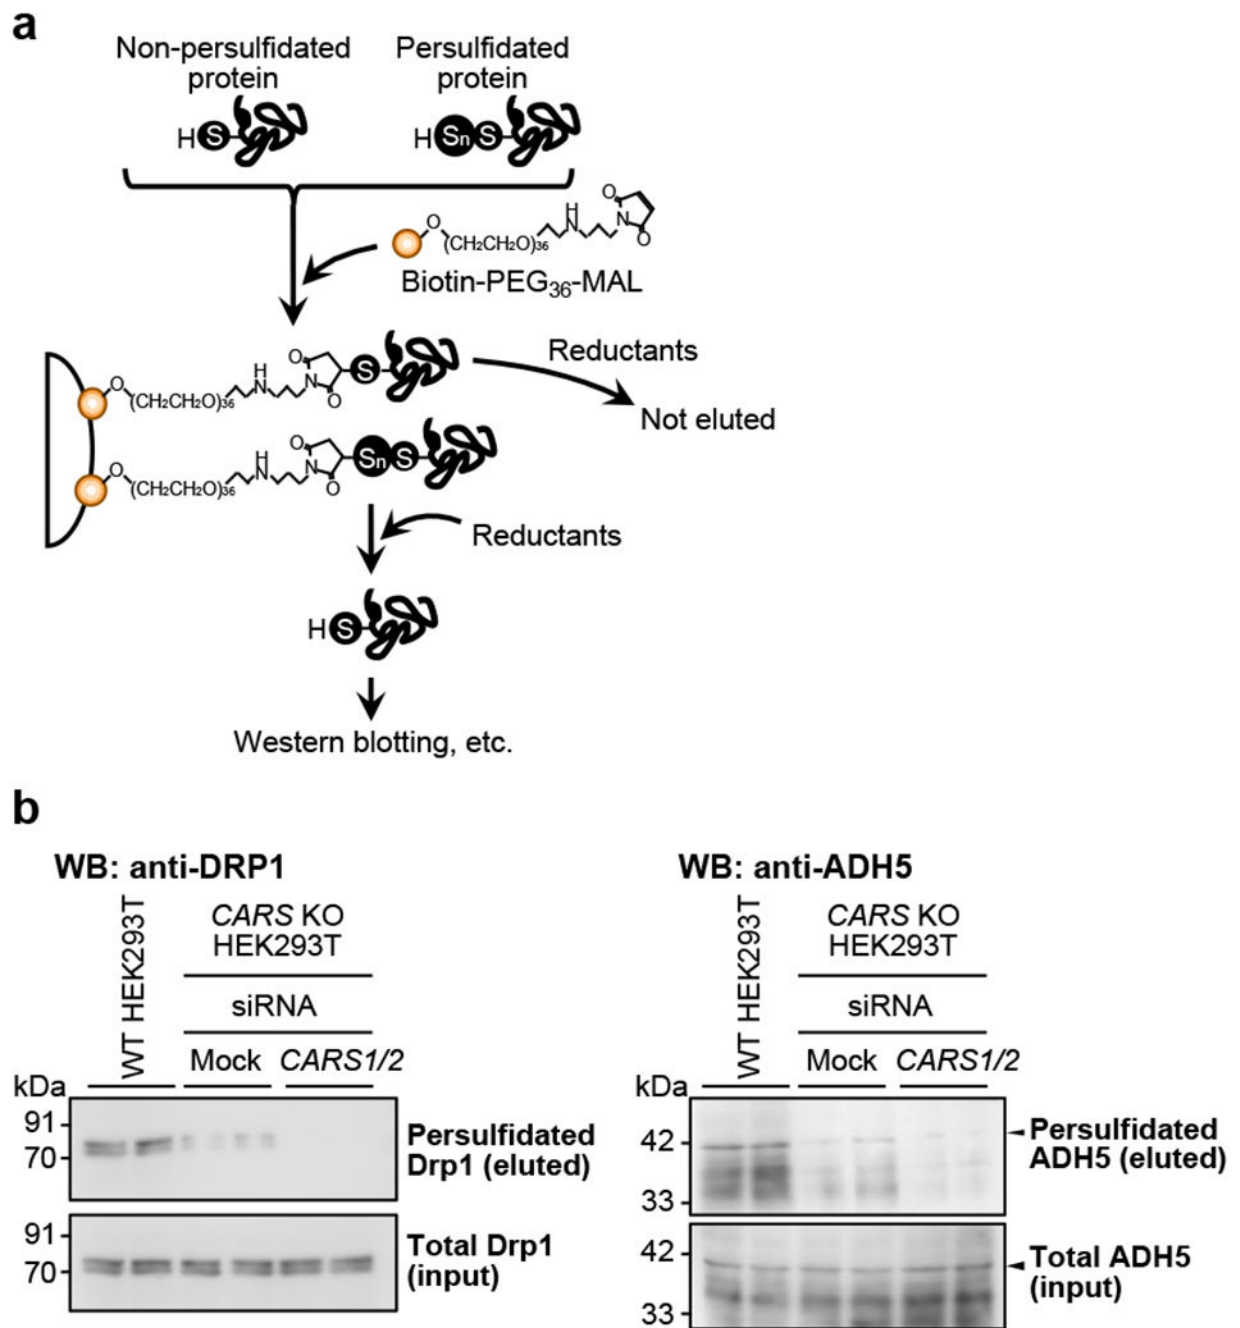 a
Non-persulfidated
protein
Persulfidated
protein
H S
H Sn S
O
(CH₂CH₂O)₃₆
H
N
N
O
O
Biotin-PEG₃₆-MAL
O
(CH₂CH₂O)₃₆
H
N
N
O
O
S
Reductants
Not eluted
O
(CH₂CH₂O)₃₆
H
N
N
O
O
Sn S
Reductants
H S
Western blotting, etc.
b
WB: anti-DRP1
WT HEK293T
CARS KO
HEK293T
siRNA
Mock
CARS1/2
kDa
91
70
Persulfidated
Drp1 (eluted)
91
70
Total Drp1
(input)
WB: anti-ADH5
WT HEK293T
CARS KO
HEK293T
siRNA
Mock
CARS1/2
kDa
42
33
Persulfidated
ADH5 (eluted)
42
33
Total ADH5
(input)